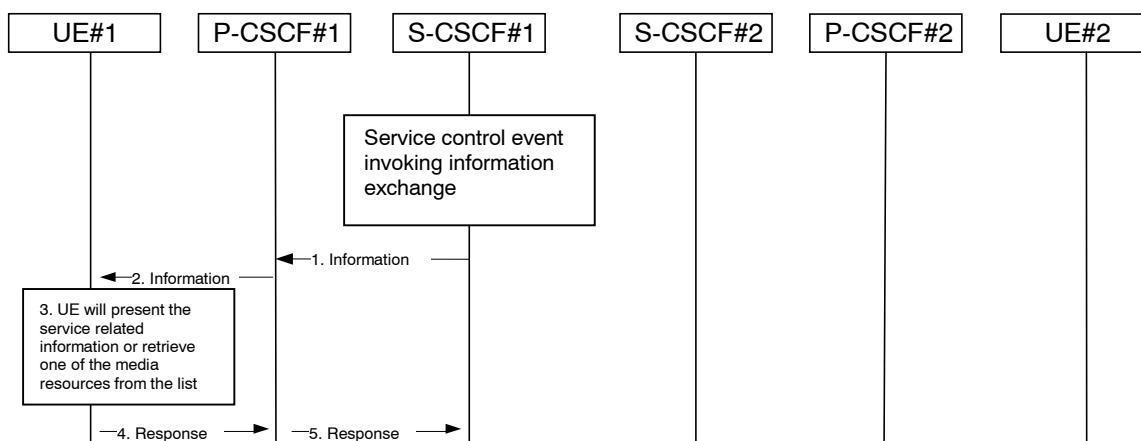 UE#1
P-CSCF#1
S-CSCF#1
S-CSCF#2
P-CSCF#2
UE#2
Service control event
invoking information
exchange
1. Information
2. Information
3. UE will present the
service related
information or retrieve
one of the media
resources from the list
4. Response
5. Response